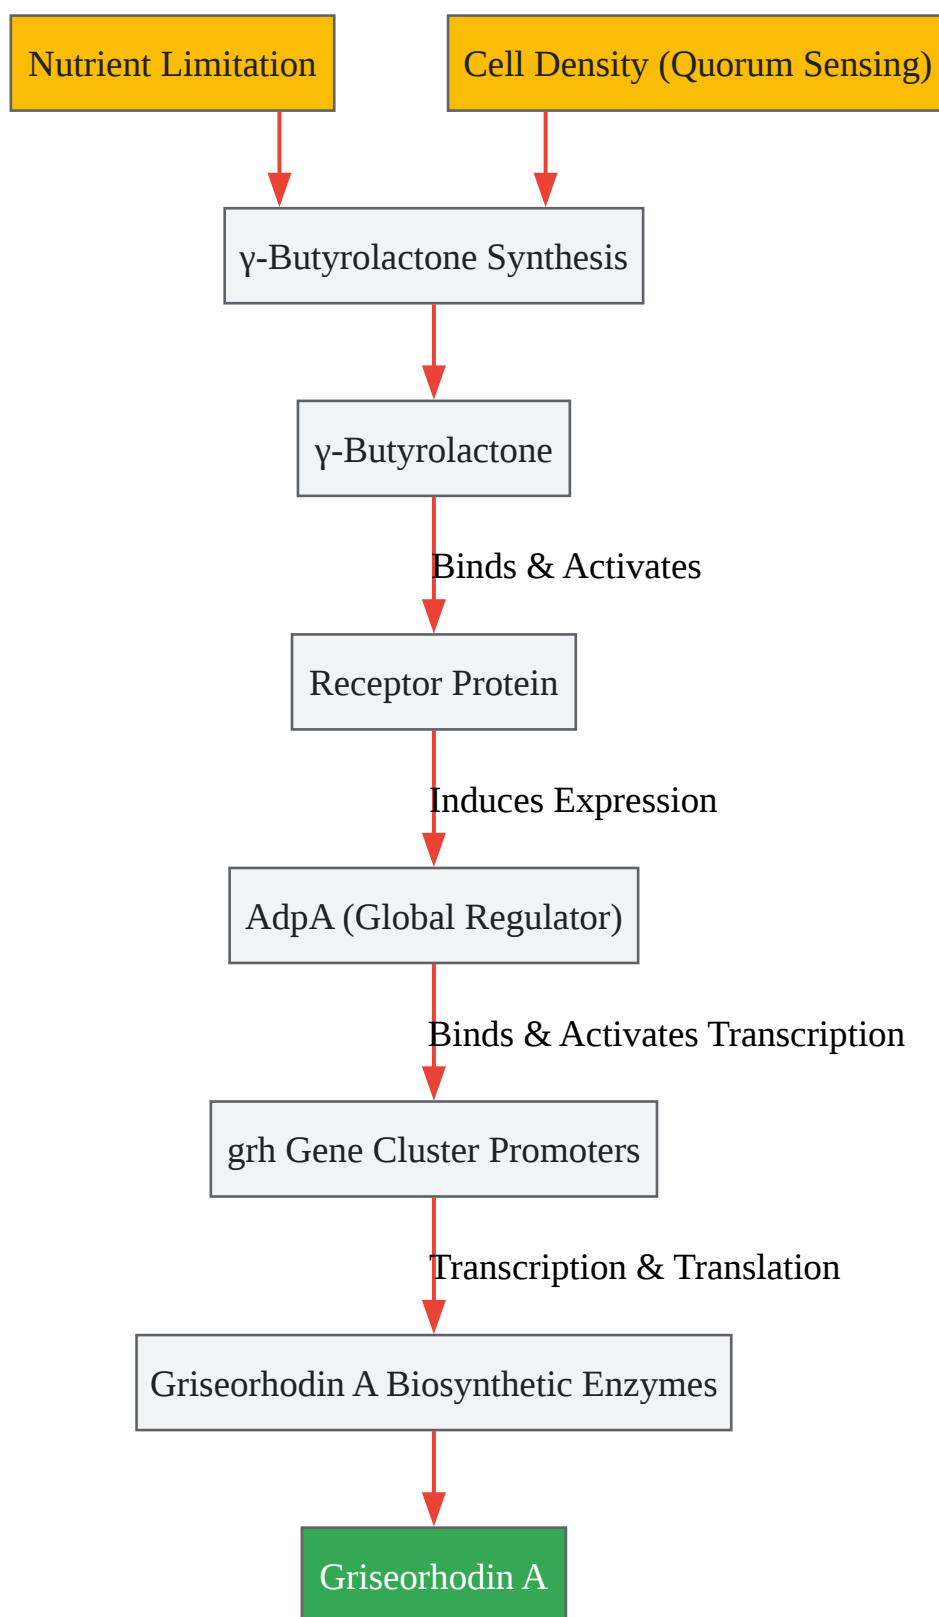 Nutrient Limitation
Cell Density (Quorum Sensing)
γ-Butyrolactone Synthesis
γ-Butyrolactone
Binds & Activates
Receptor Protein
Induces Expression
AdpA (Global Regulator)
Binds & Activates Transcription
grh Gene Cluster Promoters
Transcription & Translation
Griseorhodin A Biosynthetic Enzymes
Griseorhodin A